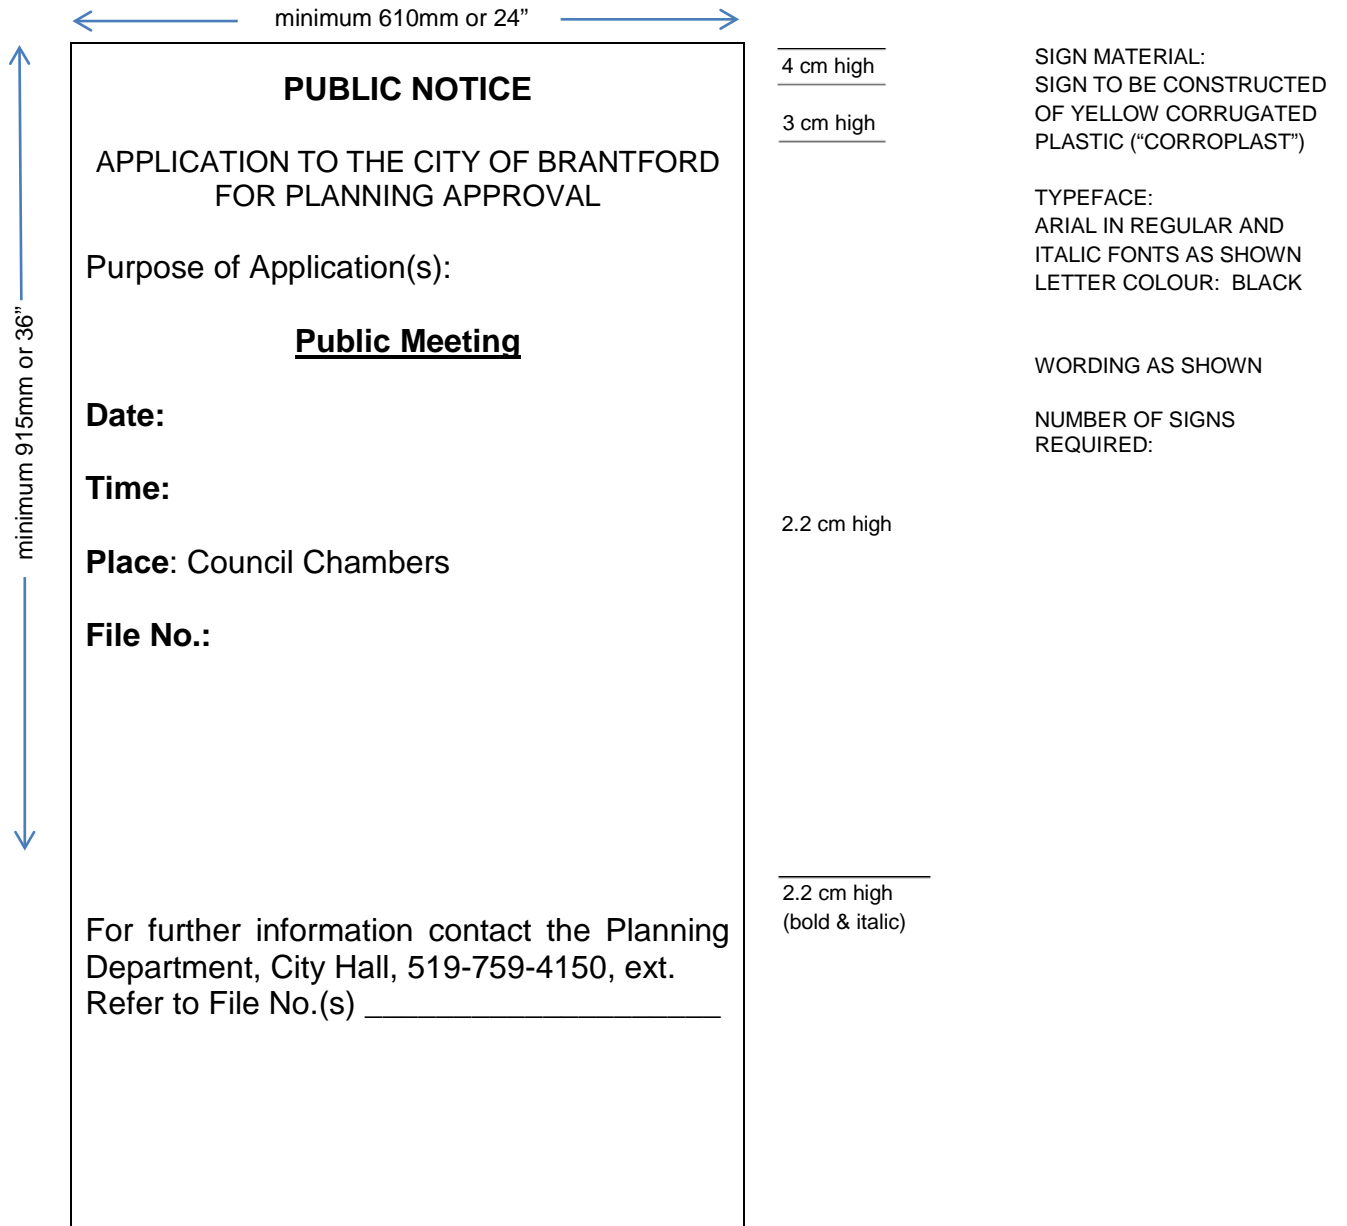 minimum 610mm or 24”
minimum 915mm or 36”
PUBLIC NOTICE
APPLICATION TO THE CITY OF BRANTFORD
FOR PLANNING APPROVAL
Purpose of Application(s):
Public Meeting
Date:
Time:
Place: Council Chambers
File No.:
For further information contact the Planning
Department, City Hall, 519-759-4150, ext.
Refer to File No.(s) ____________________
4 cm high
3 cm high
2.2 cm high
2.2 cm high
(bold & italic)
SIGN MATERIAL:
SIGN TO BE CONSTRUCTED
OF YELLOW CORRUGATED
PLASTIC (“CORROPLAST”)
TYPEFACE:
ARIAL IN REGULAR AND
ITALIC FONTS AS SHOWN
LETTER COLOUR:  BLACK
WORDING AS SHOWN
NUMBER OF SIGNS
REQUIRED: